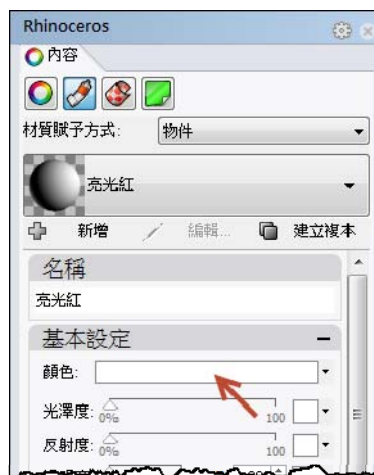 Rhinoceros
內容
材質賦予方式: 物件
亮光紅
新增 編輯... 建立複本
名稱
亮光紅
基本設定
顏色:
光澤度: 0% 100
反射度: 0% 100